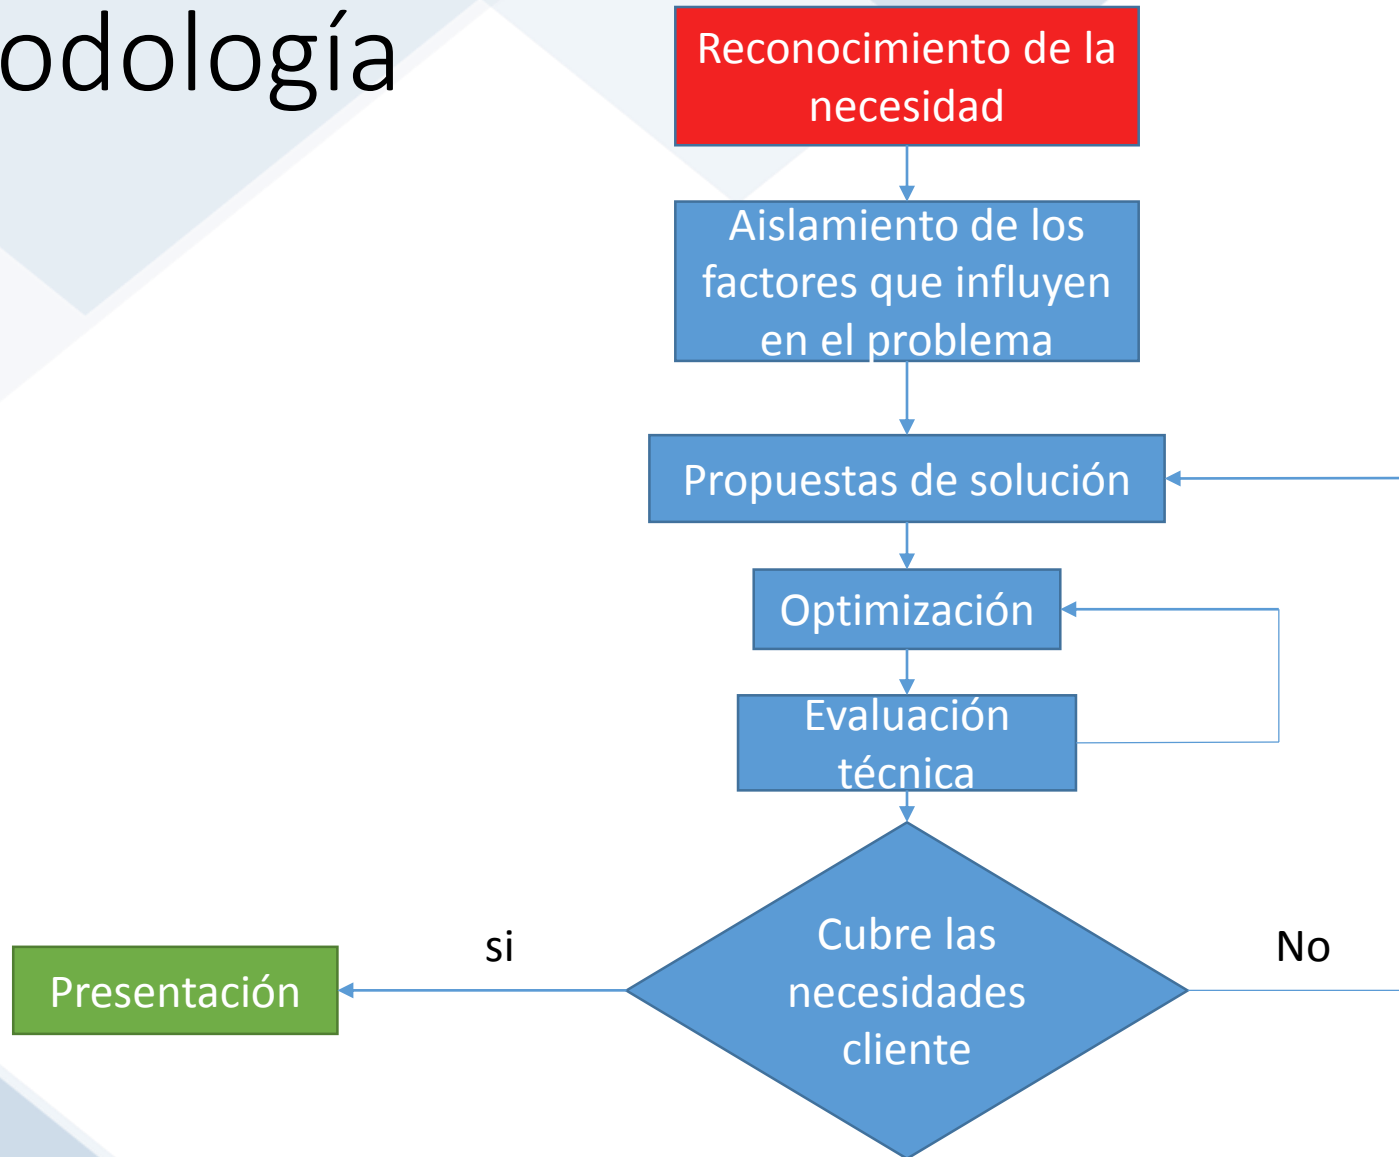 odología
Reconocimiento de la
necesidad
Aislamiento de los
factores que influyen
en el problema
Propuestas de solución
Optimización
Evaluación
técnica
Cubre las
necesidades
cliente
si
No
Presentación